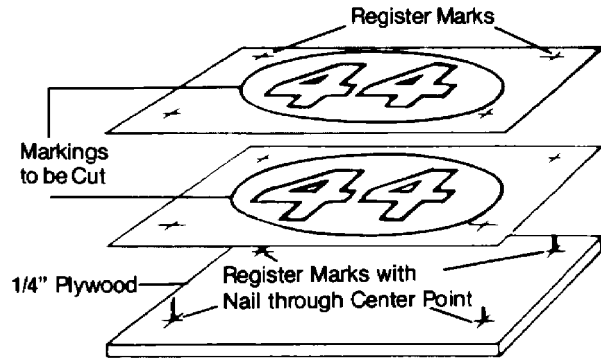 Register Marks
44
Markings
to be Cut
44
1/4" Plywood
Register Marks with
Nail through Center Point